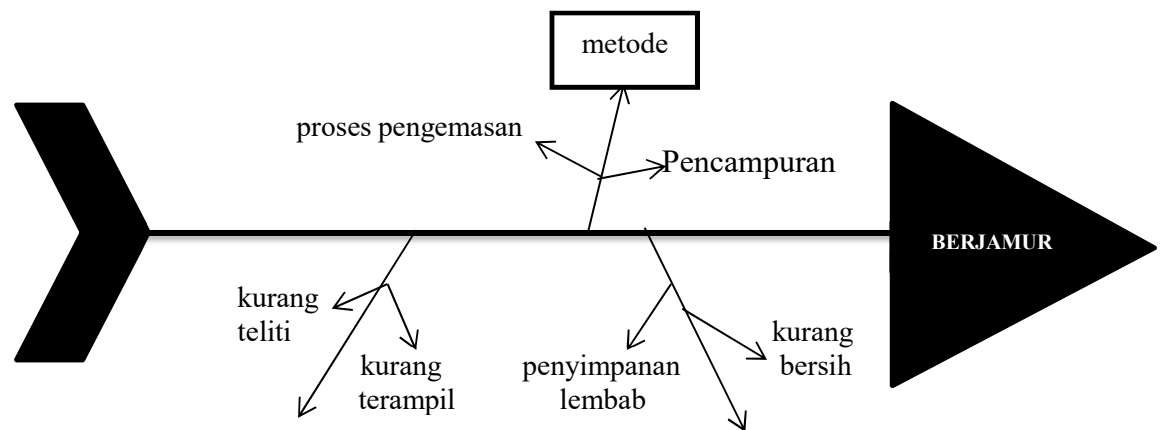 metode
proses pengemasan
Pencampuran
BERJAMUR
kurang
teliti
kurang
terampil
penyimpanan
lembab
kurang
bersih